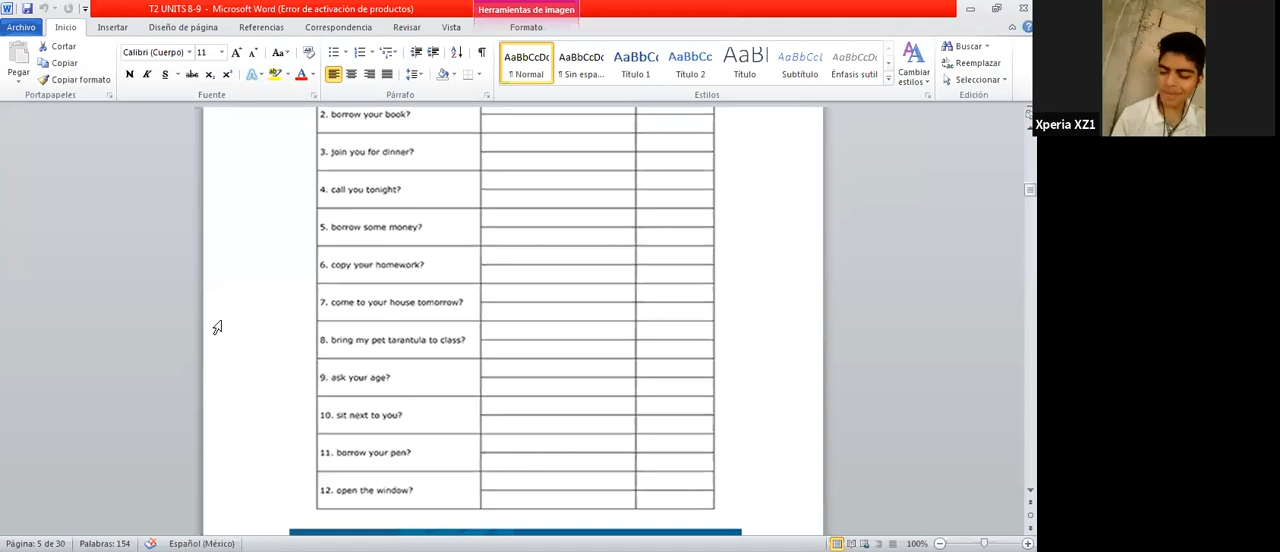 T2 UNITS 8-9 - Microsoft Word (Error de activación de productos)
Herramientas de imagen
Archivo Inicio Insertar Diseño de página Referencias Correspondencia Revisar Vista Formato
Pegar
Cortar
Copiar
Copiar formato
Portapapeles
Calibri (Cuerpo) 11
N K S abc x₂ x² A
Fuente
Párrafo
AaBbCcDc
¶ Normal
AaBbCcDc
¶ Sin espa...
AaBbC
Título 1
AaBbCc
Título 2
AaB
Título
AaBbCcL
Subtítulo
AaBbCcDc
Énfasis sutil
Cambiar
estilos
Estilos
Buscar
Reemplazar
Seleccionar
Edición
2. borrow your book?
3. join you for dinner?
4. call you tonight?
5. borrow some money?
6. copy your homework?
7. come to your house tomorrow?
8. bring my pet tarantula to class?
9. ask your age?
10. sit next to you?
11. borrow your pen?
12. open the window?
Página: 5 de 30 Palabras: 154 Español (México) 100%
Xperia XZ1